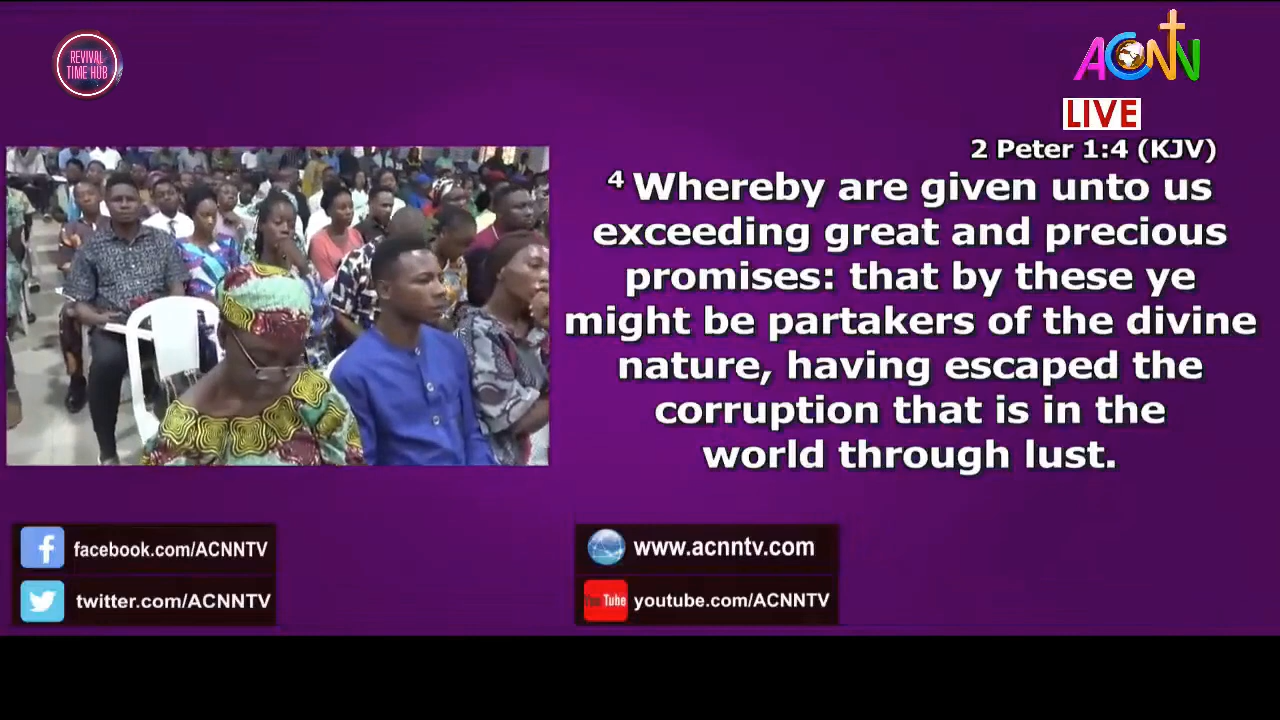 REVIVAL
TIME HUB
ACNN
LIVE
2 Peter 1:4 (KJV)
4 Whereby are given unto us
exceeding great and precious
promises: that by these ye
might be partakers of the divine
nature, having escaped the
corruption that is in the
world through lust.
facebook.com/ACNNTV
twitter.com/ACNNTV
www.acnntv.com
YouTube
youtube.com/ACNNTV